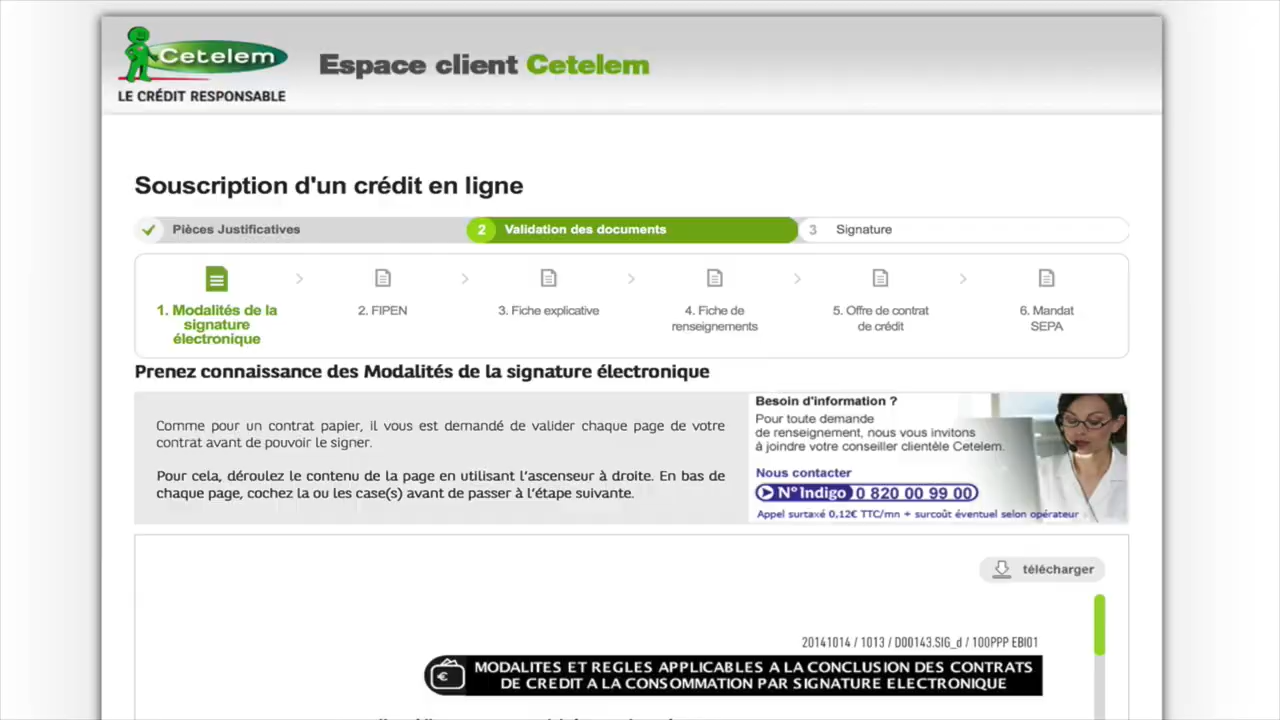 Cetelem
LE CRÉDIT RESPONSABLE
Espace client Cetelem
Souscription d'un crédit en ligne
Pièces Justificatives
2 Validation des documents
3 Signature
1. Modalités de la
signature
électronique
2. FIPEN
3. Fiche explicative
4. Fiche de
renseignements
5. Offre de contrat
de crédit
6. Mandat
SEPA
Prenez connaissance des Modalités de la signature électronique
Comme pour un contrat papier, il vous est demandé de valider chaque page de votre
contrat avant de pouvoir le signer.
Pour cela, déroulez le contenu de la page en utilisant l'ascenseur à droite. En bas de
chaque page, cochez la ou les case(s) avant de passer à l'étape suivante.
Besoin d'information ?
Pour toute demande
de renseignement, nous vous invitons
à joindre votre conseiller clientèle Cetelem.
Nous contacter
N° Indigo 0 820 00 99 00
Appel surtaxé 0,12€ TTC/mn + surcoût éventuel selon opérateur
télécharger
20141014 / 1013 / D00143.SIG_d / 100PPP EBI01
MODALITES ET REGLES APPLICABLES A LA CONCLUSION DES CONTRATS
DE CREDIT A LA CONSOMMATION PAR SIGNATURE ELECTRONIQUE